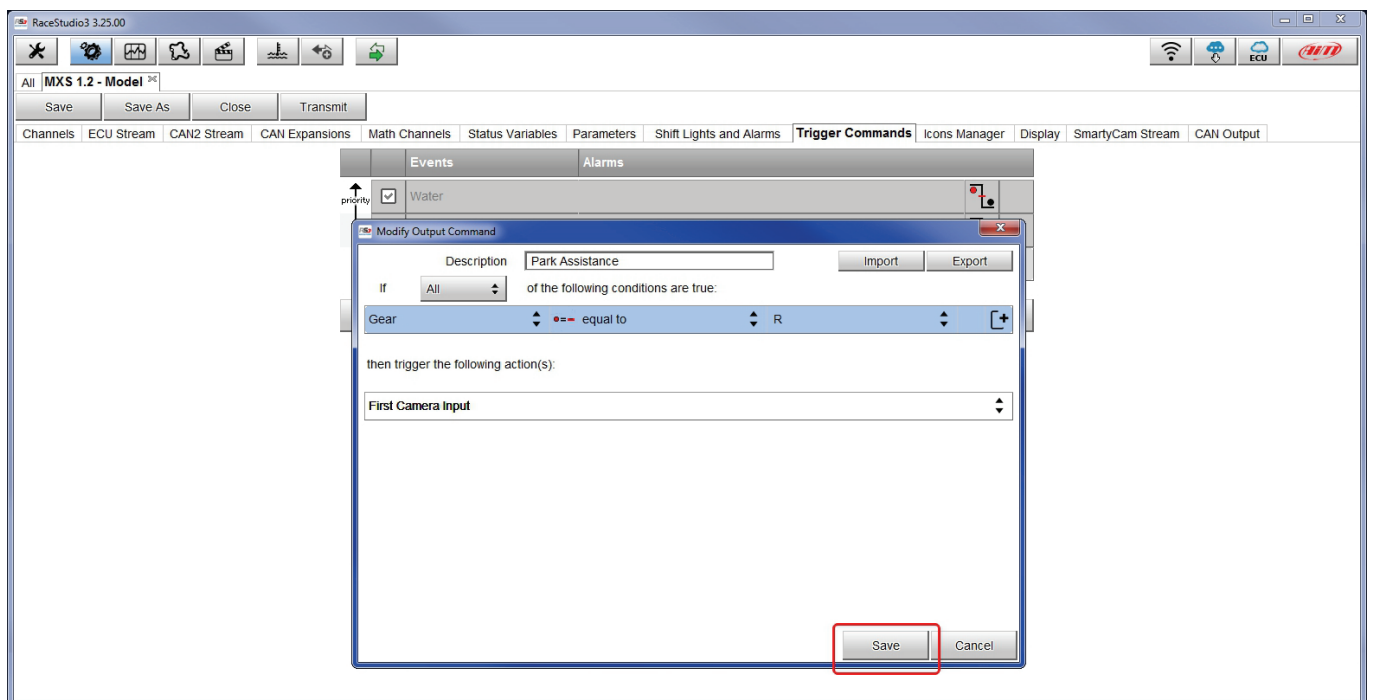 RaceStudio3 3.25.00
ECU
AiM
All MXS 1.2 - Model
Save Save As Close Transmit
Channels ECU Stream CAN2 Stream CAN Expansions Math Channels Status Variables Parameters Shift Lights and Alarms Trigger Commands Icons Manager Display SmartyCam Stream CAN Output
Events Alarms
priority Water
Modify Output Command
Description Park Assistance Import Export
If All of the following conditions are true:
Gear equal to R
then trigger the following action(s):
First Camera Input
Save Cancel